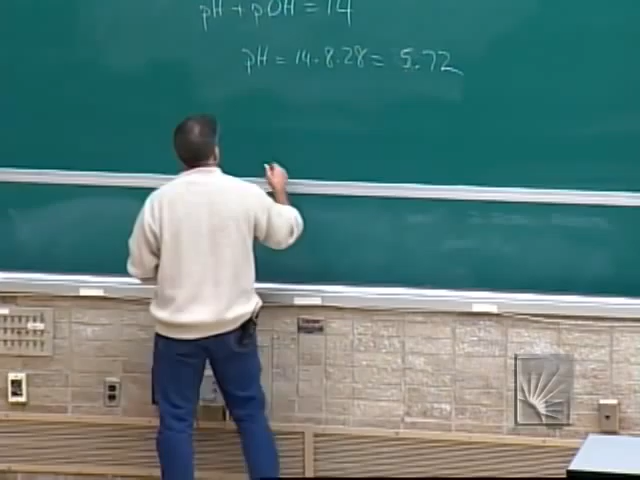 pH + pOH = 14
pH = 14 - 8.28 = 5.72